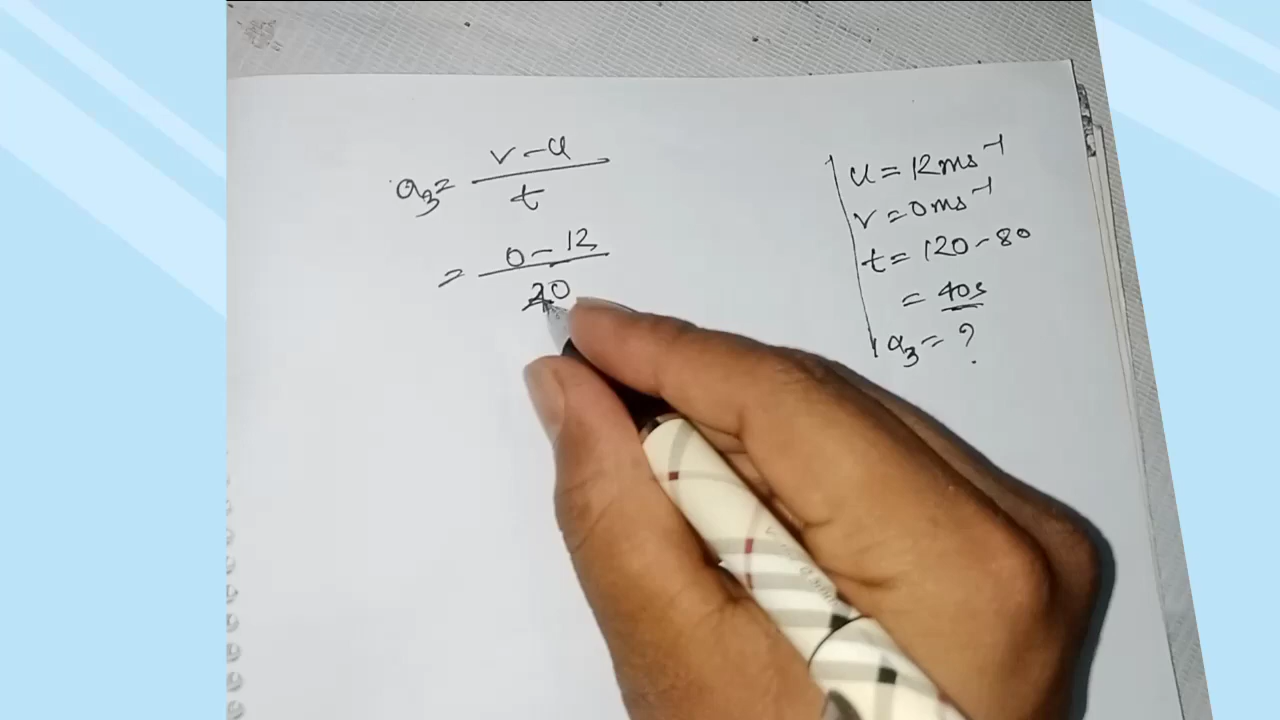 a₃ = v - u / t
= 0 - 12 / 20
u = 12ms⁻¹
v = 0ms⁻¹
t = 120 - 80
= 40s
a₃ = ?